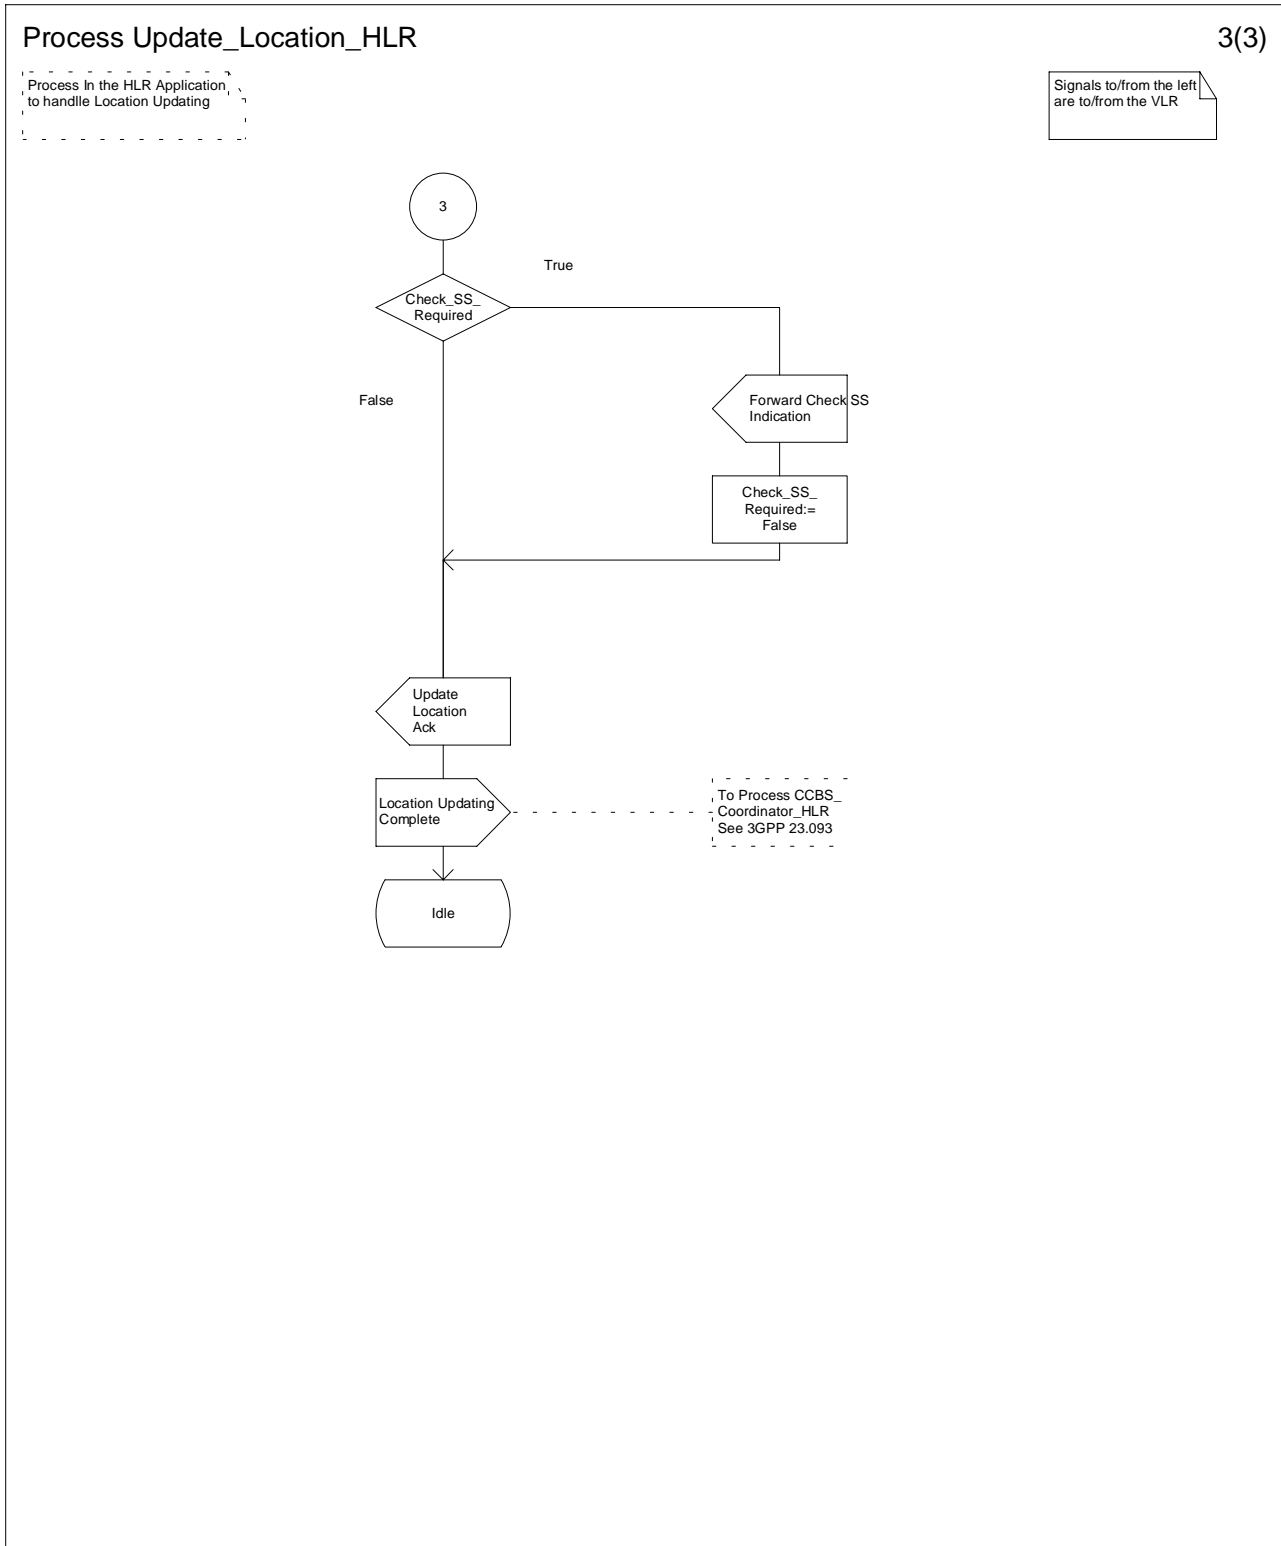 Process Update_Location_HLR
3(3)
Process In the HLR Application
to handlle Location Updating
Signals to/from the left
are to/from the VLR
3
True
Check_SS_
Required
False
Forward Check SS
Indication
Check_SS_
Required:=
False
Update
Location
Ack
Location Updating
Complete
To Process CCBS_
Coordinator_HLR
See 3GPP 23.093
Idle